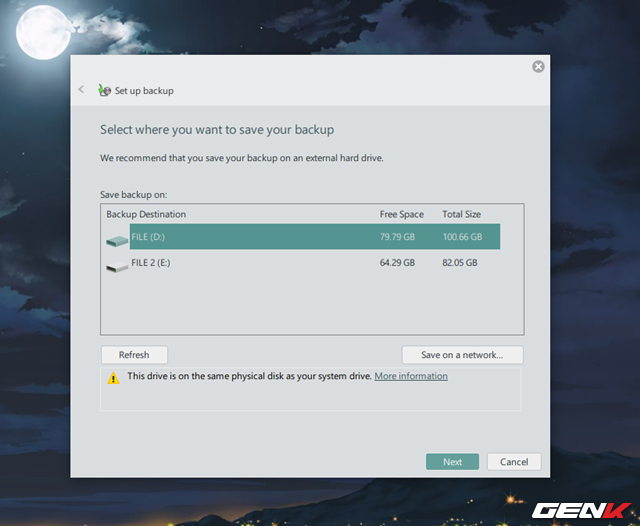 Set up backup
Select where you want to save your backup
We recommend that you save your backup on an external hard drive.
Save backup on:
Backup Destination Free Space Total Size
FILE (D:) 79.79 GB 100.66 GB
FILE 2 (E:) 64.29 GB 82.05 GB
Refresh Save on a network...
This drive is on the same physical disk as your system drive. More information
Next Cancel
GENK